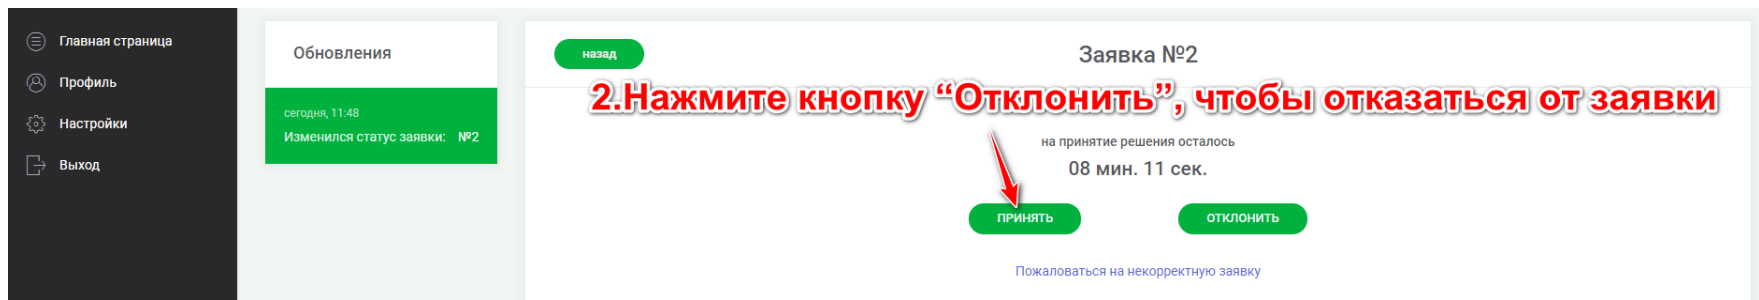 Главная страница
Профиль
Настройки
Выход
Обновления
сегодня, 11:48
Изменился статус заявки: №2
назад
Заявка №2
2.Нажмите кнопку “Отклонить”, чтобы отказаться от заявки
на принятие решения осталось
08 мин. 11 сек.
ПРИНЯТЬ
ОТКЛОНИТЬ
Пожаловаться на некорректную заявку